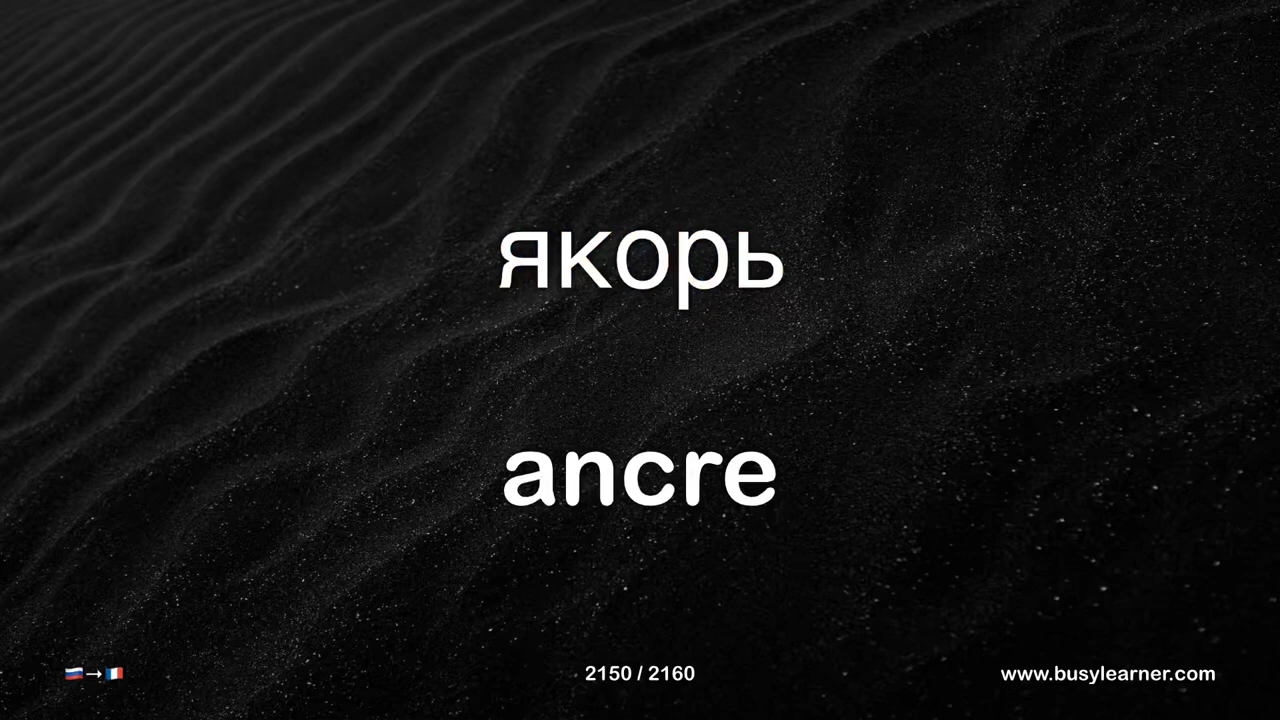 якорь
ancre
🇷🇺→🇫🇷
2150 / 2160
www.busylearner.com